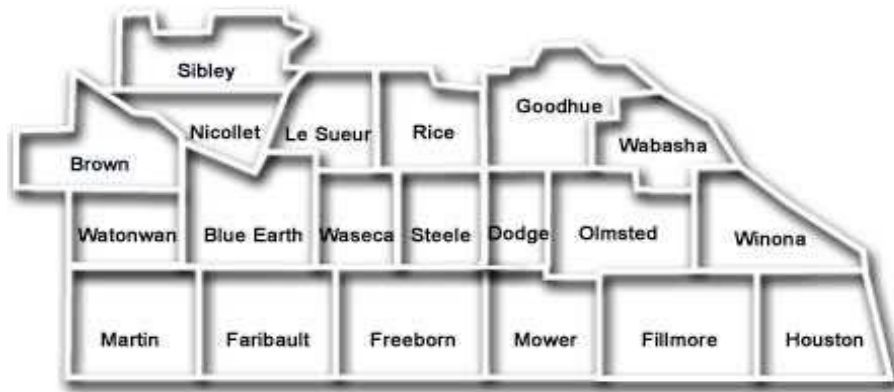 Sibley
Goodhue
Nicollet
Le Sueur
Rice
Wabasha
Brown
Watonwan
Blue Earth
Waseca
Steele
Dodge
Olmsted
Winona
Martin
Faribault
Freeborn
Mower
Fillmore
Houston